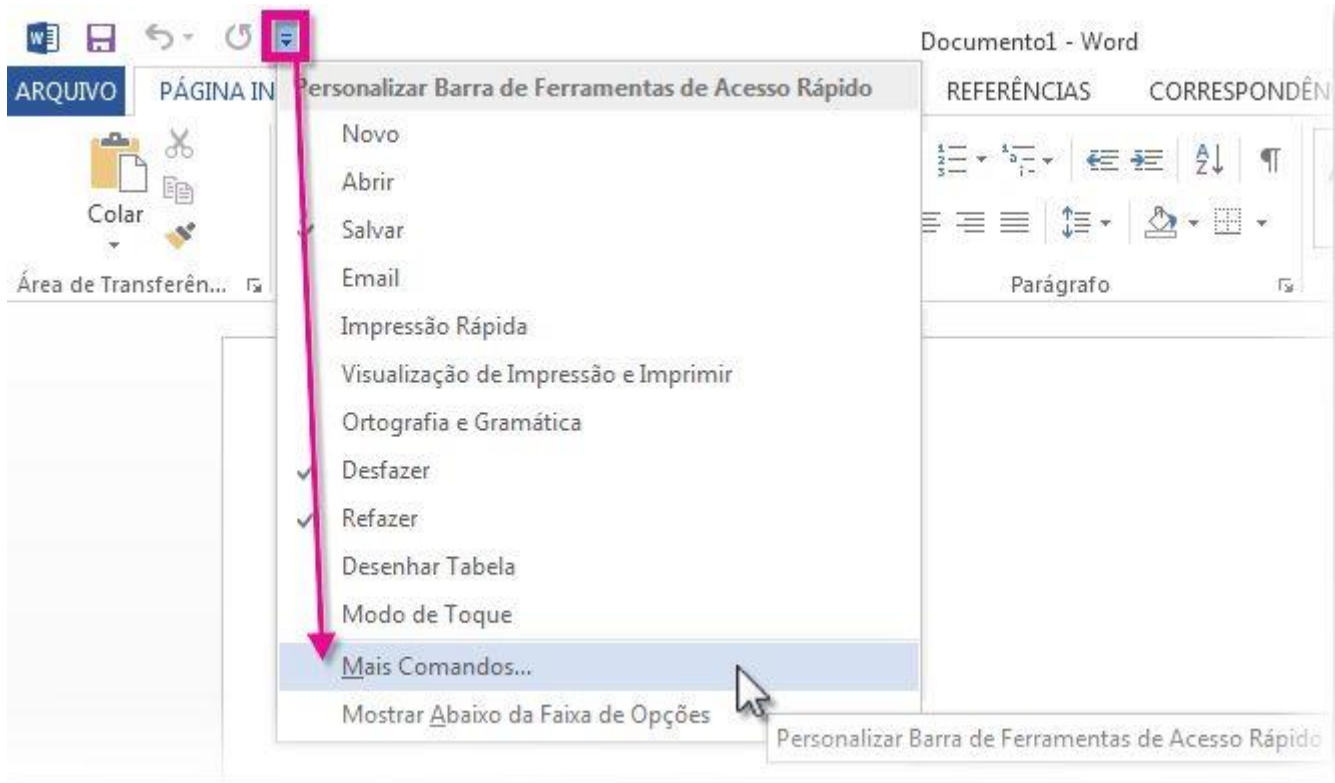 Documento1 - Word
ARQUIVO PÁGINA IN
Personalizar Barra de Ferramentas de Acesso Rápido
REFERÊNCIAS CORRESPONDÊN
Colar
Área de Transferên...
Novo
Abrir
Salvar
Email
Impressão Rápida
Visualização de Impressão e Imprimir
Ortografia e Gramática
Desfazer
Refazer
Desenhar Tabela
Modo de Toque
Mais Comandos...
Mostrar Abaixo da Faixa de Opções
Parágrafo
Personalizar Barra de Ferramentas de Acesso Rápido